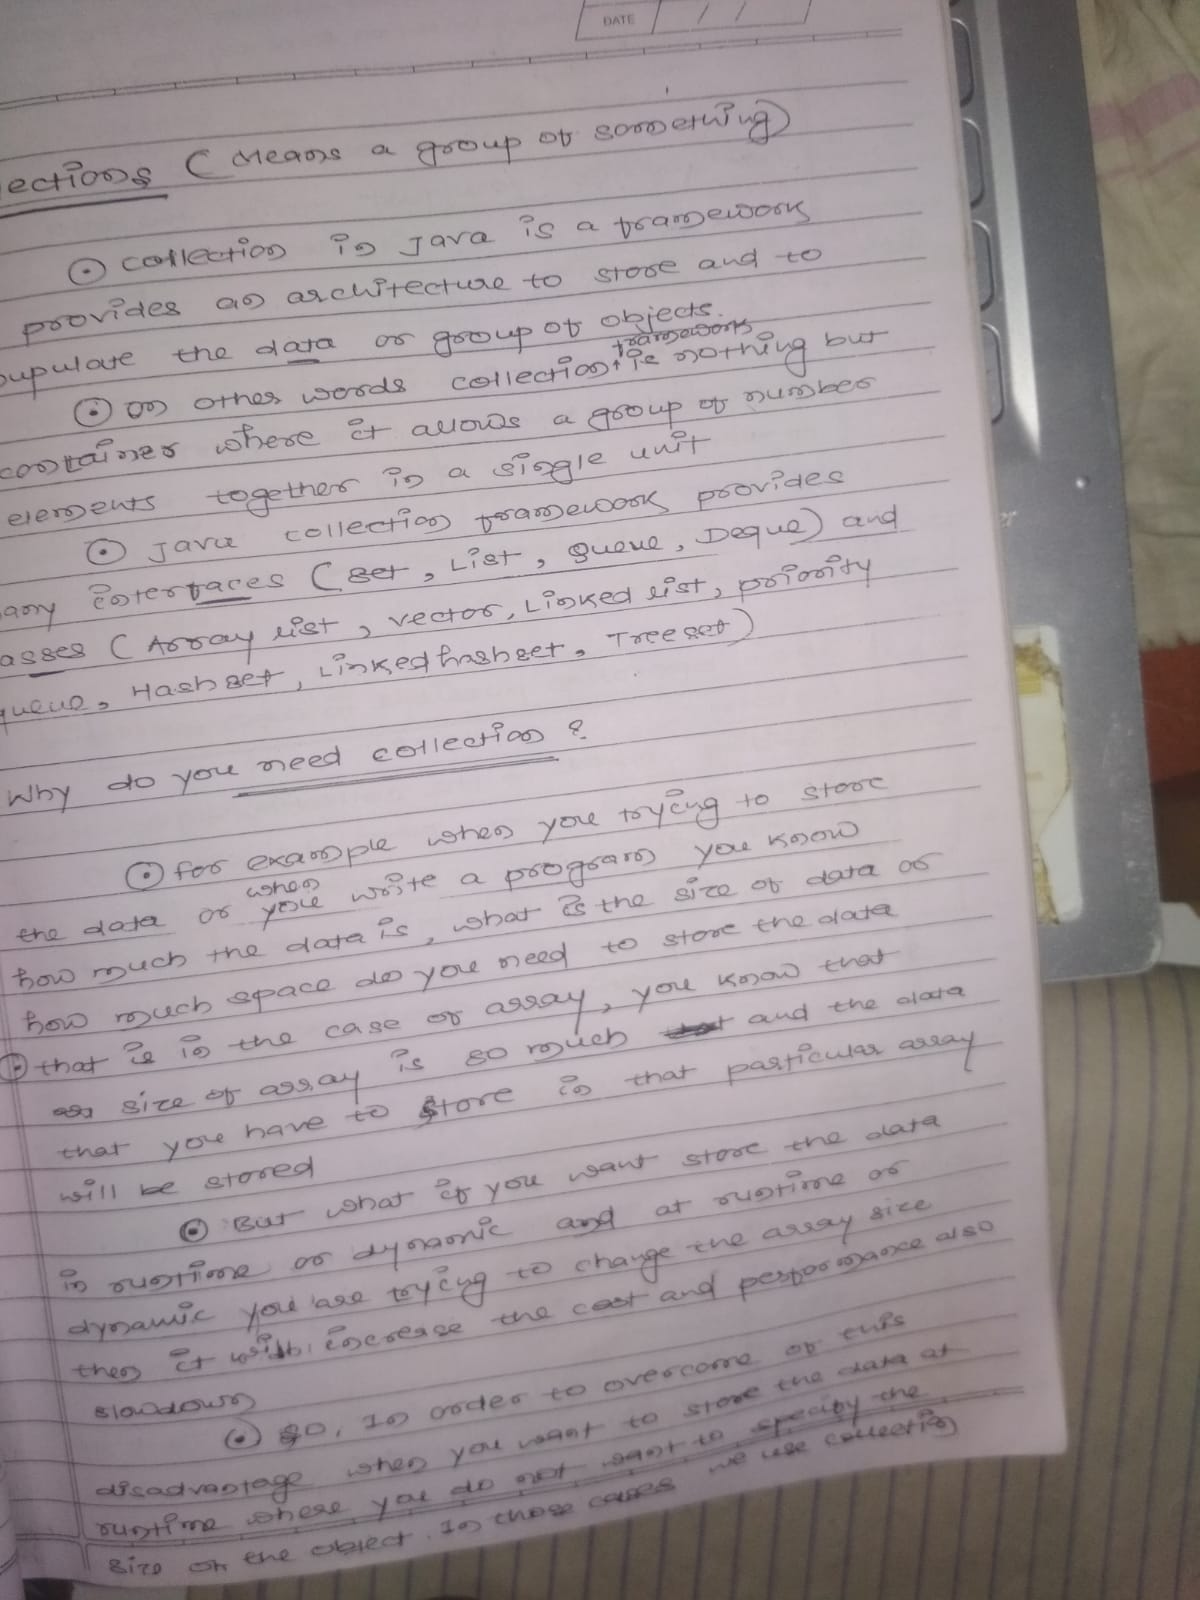 DATE / /
lections (Means a group of something)
⊙ collection in Java is a framework
provides an architecture to store and to
pupulate the data or group of objects.
framework
⊙ on other words collection is nothing but
container where it allows a group of number
elements together in a single unit
⊙ Java collection framework provides
any interfaces (Set, List, Queue, Deque) and
asses (Array list, vector, Linked list, priority
queue, Hash set, Linked hashset, Tree set)
Why do you need collection ?
⊙ for example when you trying to store
when
the data or you write a program you know
how much the data is, what is the size of data or
how much space do you need to store the data
⊙ that is in the case of array, you know that
size of array is so much and the data
that you have to store in that particular array
will be stored
⊙ But what if you want store the data
in runtime or dynamic and at runtime or
dynamic you are trying to change the array size
then it will increase the cost and performance also
slowdown
⊙ so, In order to overcome of this
disadvantage when you want to store the data at
runtime where you do not want to specify the
size of the object. In those cases we use collection